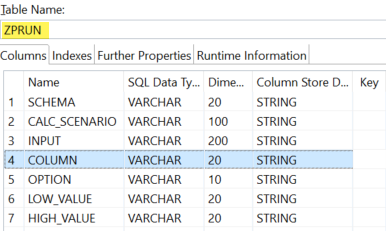 Table Name:
ZPRUN
Columns Indexes Further Properties Runtime Information
Name SQL Data Ty... Dime... Column Store D... Key
1 SCHEMA VARCHAR 20 STRING
2 CALC_SCENARIO VARCHAR 100 STRING
3 INPUT VARCHAR 200 STRING
4 COLUMN VARCHAR 20 STRING
5 OPTION VARCHAR 10 STRING
6 LOW_VALUE VARCHAR 20 STRING
7 HIGH_VALUE VARCHAR 20 STRING